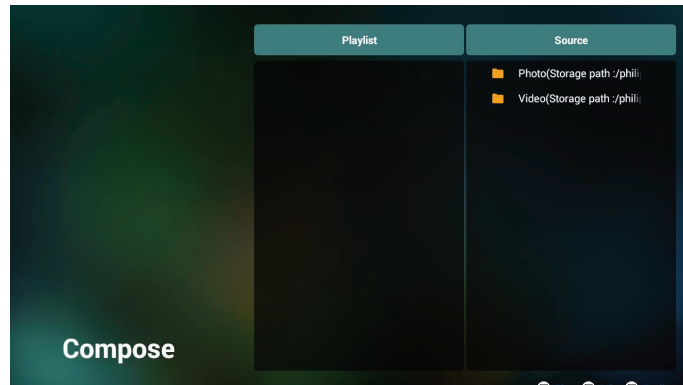 Playlist
Source
Photo(Storage path :/phili
Video(Storage path :/phili
Compose